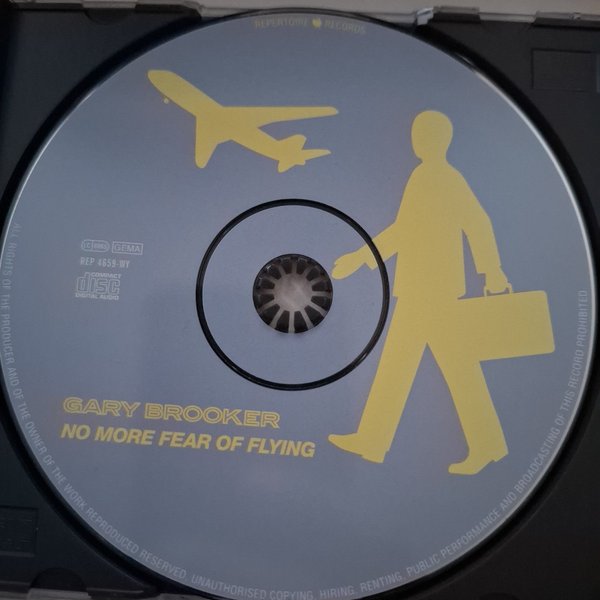 REPERTOIRE RECORDS
LC 8065 GEMA
REP 4659-WY
COMPACT
disc
DIGITAL AUDIO
GARY BROOKER
NO MORE FEAR OF FLYING
ALL RIGHTS OF THE PRODUCER AND OF THE OWNER OF THE WORK REPRODUCED RESERVED. UNAUTHORISED COPYING, HIRING, RENTING, PUBLIC PERFORMANCE AND BROADCASTING OF THIS RECORD PROHIBITED